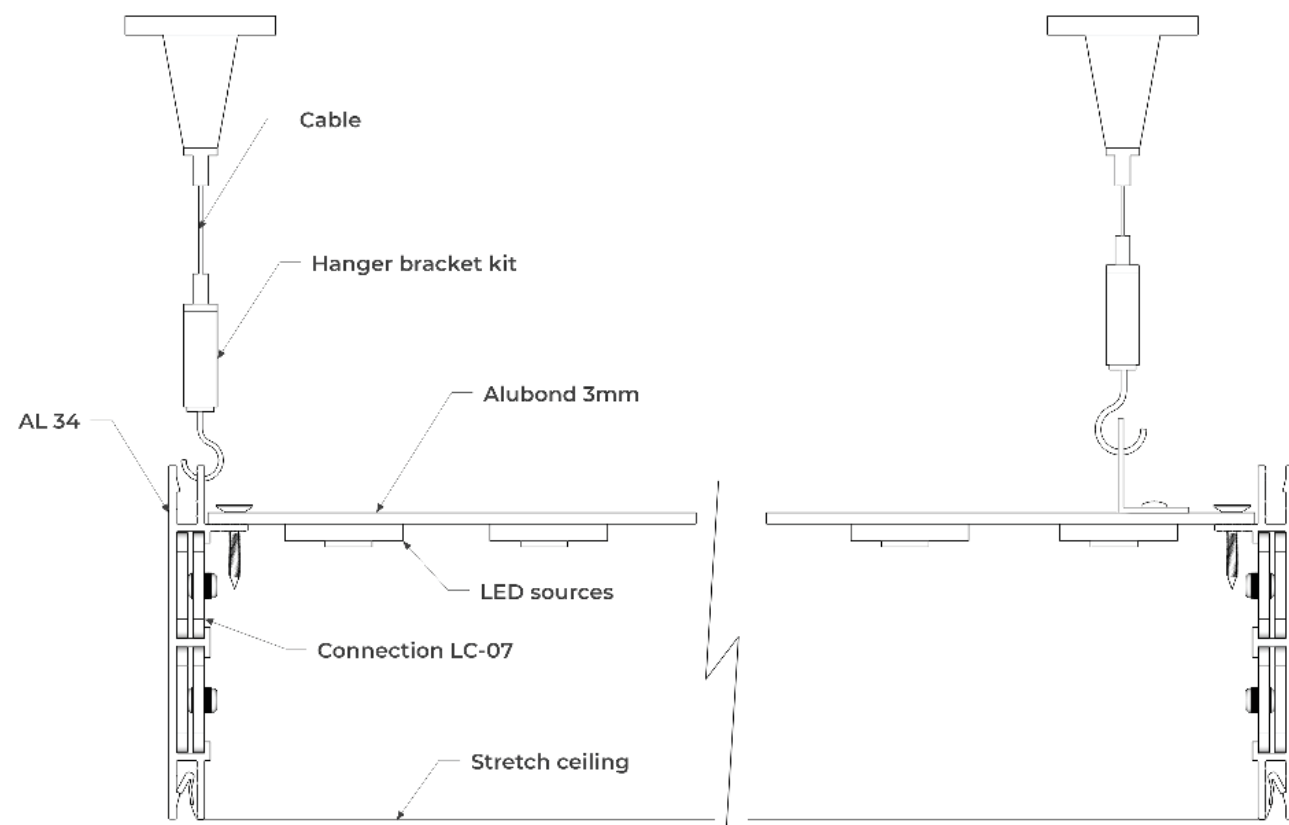 Cable
Hanger bracket kit
Alubond 3mm
AL 34
LED sources
Connection LC-07
Stretch ceiling